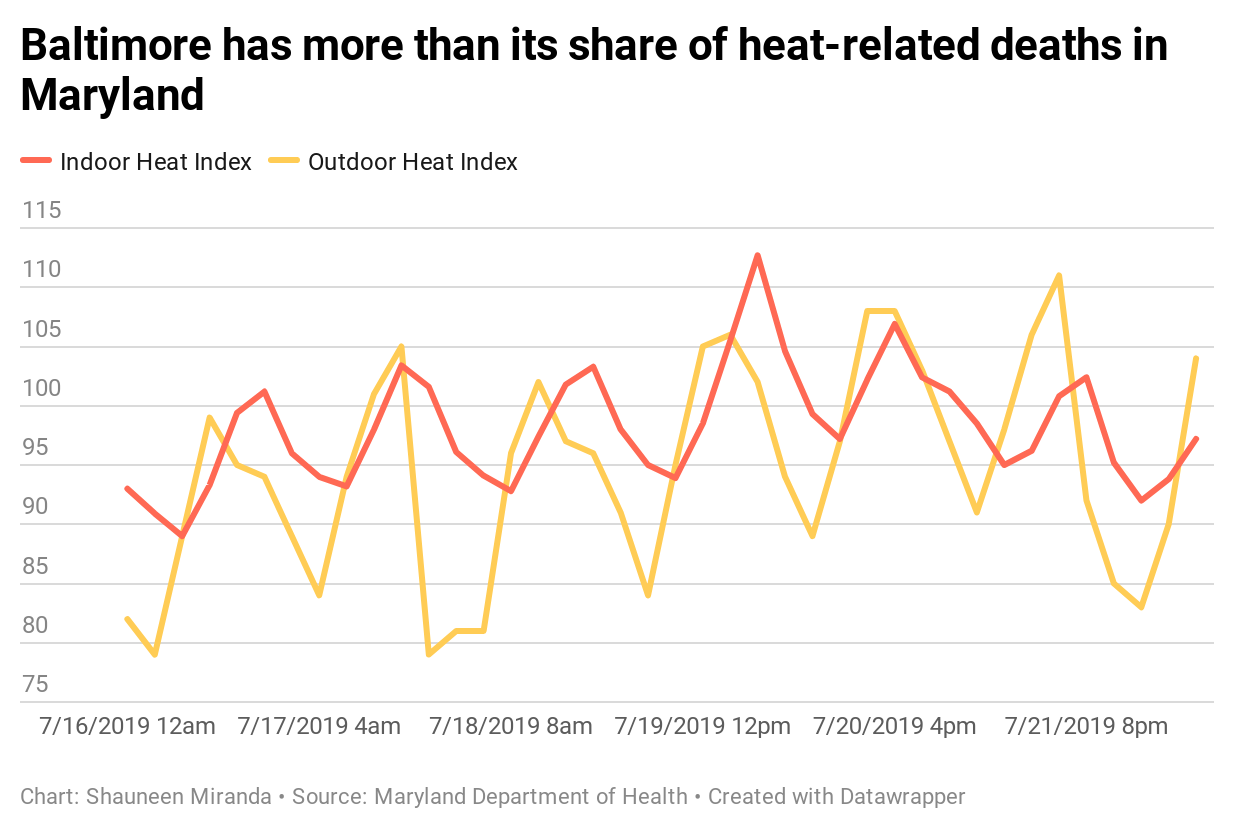 Baltimore has more than its share of heat-related deaths in
Maryland
Indoor Heat Index Outdoor Heat Index
115
110
105
100
95
90
85
80
75
7/16/2019 12am 7/17/2019 4am 7/18/2019 8am 7/19/2019 12pm 7/20/2019 4pm 7/21/2019 8pm
Chart: Shauneen Miranda • Source: Maryland Department of Health • Created with Datawrapper